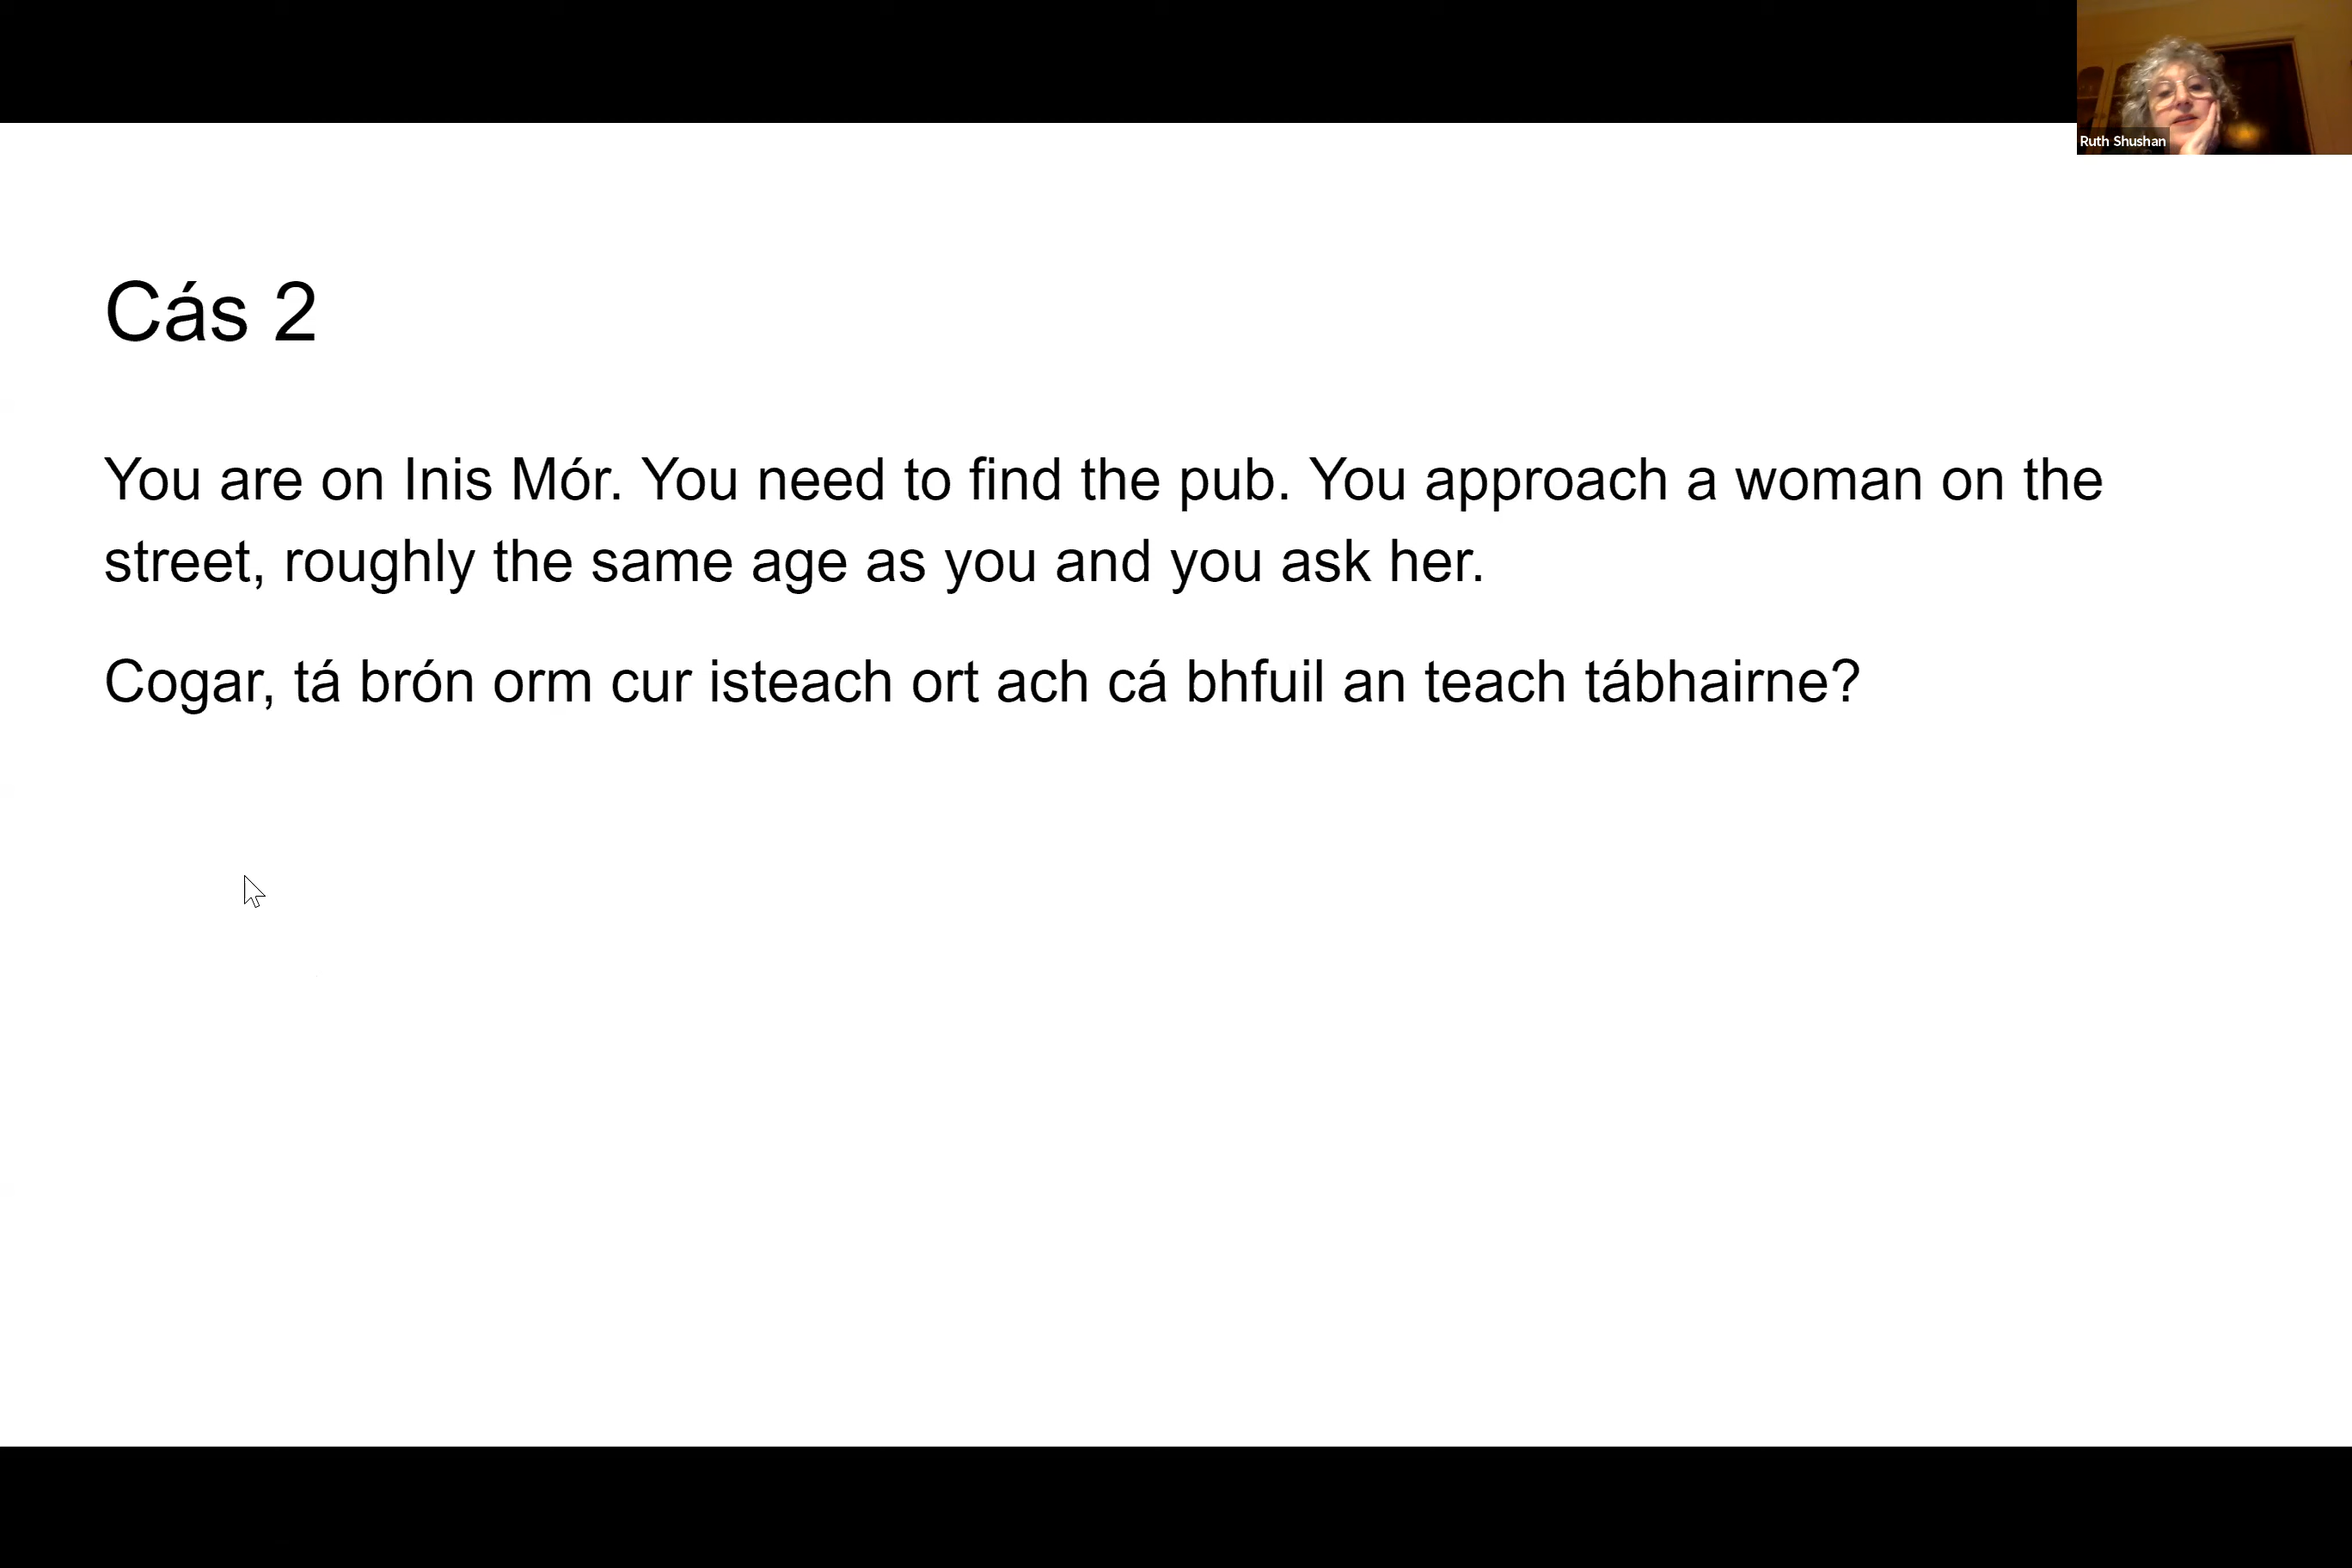 Ruth Shushan
Cás 2
You are on Inis Mór. You need to find the pub. You approach a woman on the
street, roughly the same age as you and you ask her.
Cogar, tá brón orm cur isteach ort ach cá bhfuil an teach tábhairne?